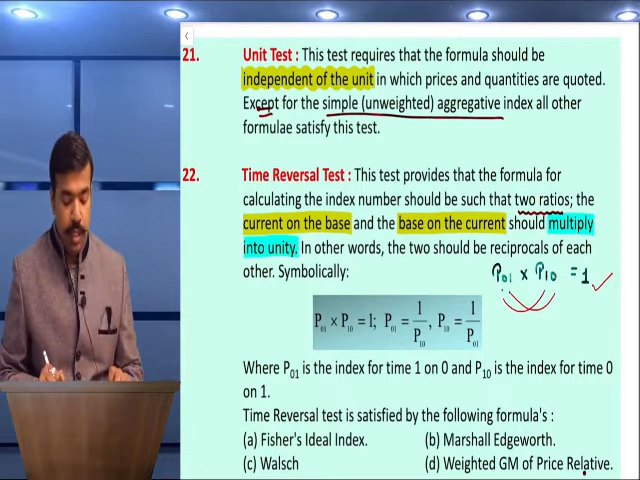 21. Unit Test : This test requires that the formula should be
independent of the unit in which prices and quantities are quoted.
Except for the simple (unweighted) aggregative index all other
formulae satisfy this test.
22. Time Reversal Test : This test provides that the formula for
calculating the index number should be such that two ratios; the
current on the base and the base on the current should multiply
into unity. In other words, the two should be reciprocals of each
other. Symbolically:
P01 × P10 = 1
P01 × P10 = 1; P01 = 1/P10, P10 = 1/P01
Where P01 is the index for time 1 on 0 and P10 is the index for time 0
on 1.
Time Reversal test is satisfied by the following formula's :
(a) Fisher's Ideal Index. (b) Marshall Edgeworth.
(c) Walsch (d) Weighted GM of Price Relative.